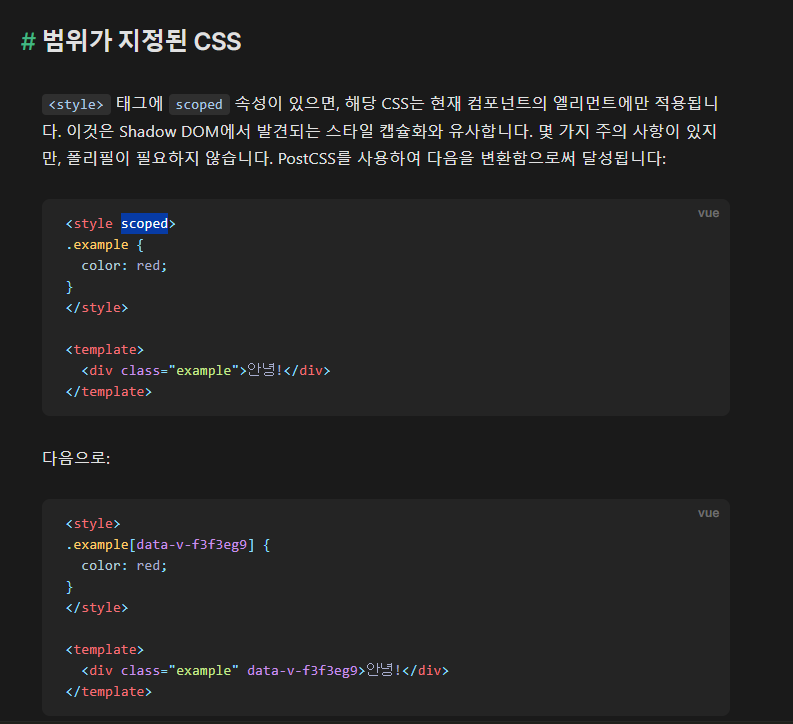 # 범위가 지정된 CSS
<style> 태그에 scoped 속성이 있으면, 해당 CSS는 현재 컴포넌트의 엘리먼트에만 적용됩니
다. 이것은 Shadow DOM에서 발견되는 스타일 캡슐화와 유사합니다. 몇 가지 주의 사항이 있지
만, 폴리필이 필요하지 않습니다. PostCSS를 사용하여 다음을 변환함으로써 달성됩니다:
vue
<style scoped>
.example {
  color: red;
}
</style>

<template>
  <div class="example">안녕!</div>
</template>
다음으로:
vue
<style>
.example[data-v-f3f3eg9] {
  color: red;
}
</style>

<template>
  <div class="example" data-v-f3f3eg9>안녕!</div>
</template>